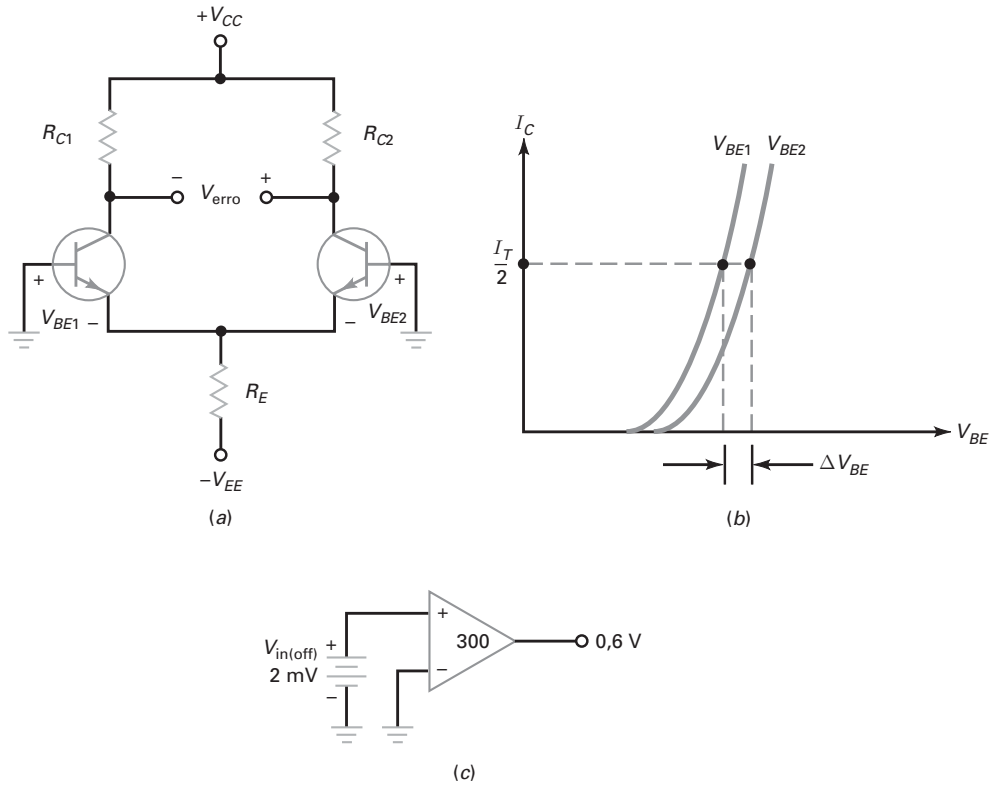 +V_CC
R_C1
R_C2
– V_erro +
+
+
V_BE1 –
– V_BE2
R_E
–V_EE
(a)
I_C
V_BE1 V_BE2
I_T
2
V_BE
ΔV_BE
(b)
V_in(off) +
2 mV
–
+
300
–
0,6 V
(c)